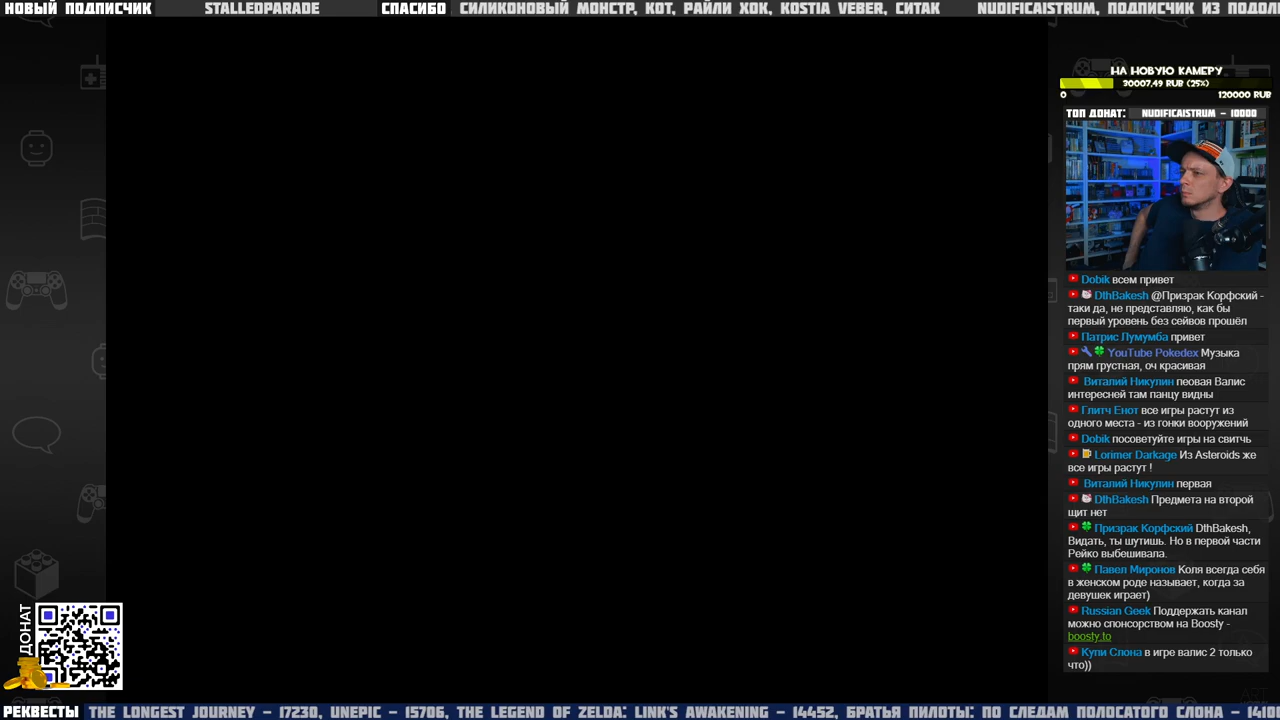 НОВЫЙ ПОДПИСЧИК STALLEDPARADE СПАСИБО СИЛИКОНОВЫЙ МОНСТР, КОТ, РАЙЛИ ХОК, KOSTIA VEBER, СИТАК NUDIFICAISTRUM, ПОДПИСЧИК ИЗ
НА НОВУЮ КАМЕРУ
30007,49 RUB (25%)
0 120000 RUB
ТОП ДОНАТ: NUDIFICAISTRUM - 10000
Dobik всем привет
DthBakesh @Призрак Корфский -
таки да, не представляю, как бы
первый уровень без сейвов прошёл
Патрис Лумумба привет
YouTube Pokedex Музыка
прям грустная, оч красивая
Виталий Никулин пеовая Валис
интересней там панцу видны
Глитч Енот все игры растут из
одного места - из гонки вооружений
Dobik посоветуйте игры на свитчь
Lorimer Darkage Из Asteroids же
все игры растут !
Виталий Никулин первая
DthBakesh Предмета на второй
щит нет
Призрак Корфский DthBakesh,
Видать, ты шутишь. Но в первой части
Рейко выбешивала.
Павел Миронов Коля всегда себя
в женском роде называет, когда за
девушек играет)
Russian Geek Поддержать канал
можно спонсорством на Boosty -
boosty.to
Купи Слона в игре валис 2 только
что))
ДОНАТ
РЕКВЕСТЫ THE LONGEST JOURNEY - 17230, UNEPIC - 15706, THE LEGEND OF ZELDA: LINK'S AWAKENING - 14452, БРАТЬЯ ПИЛОТЫ: ПО СЛЕДАМ ПОЛОСАТОГО СЛОНА -